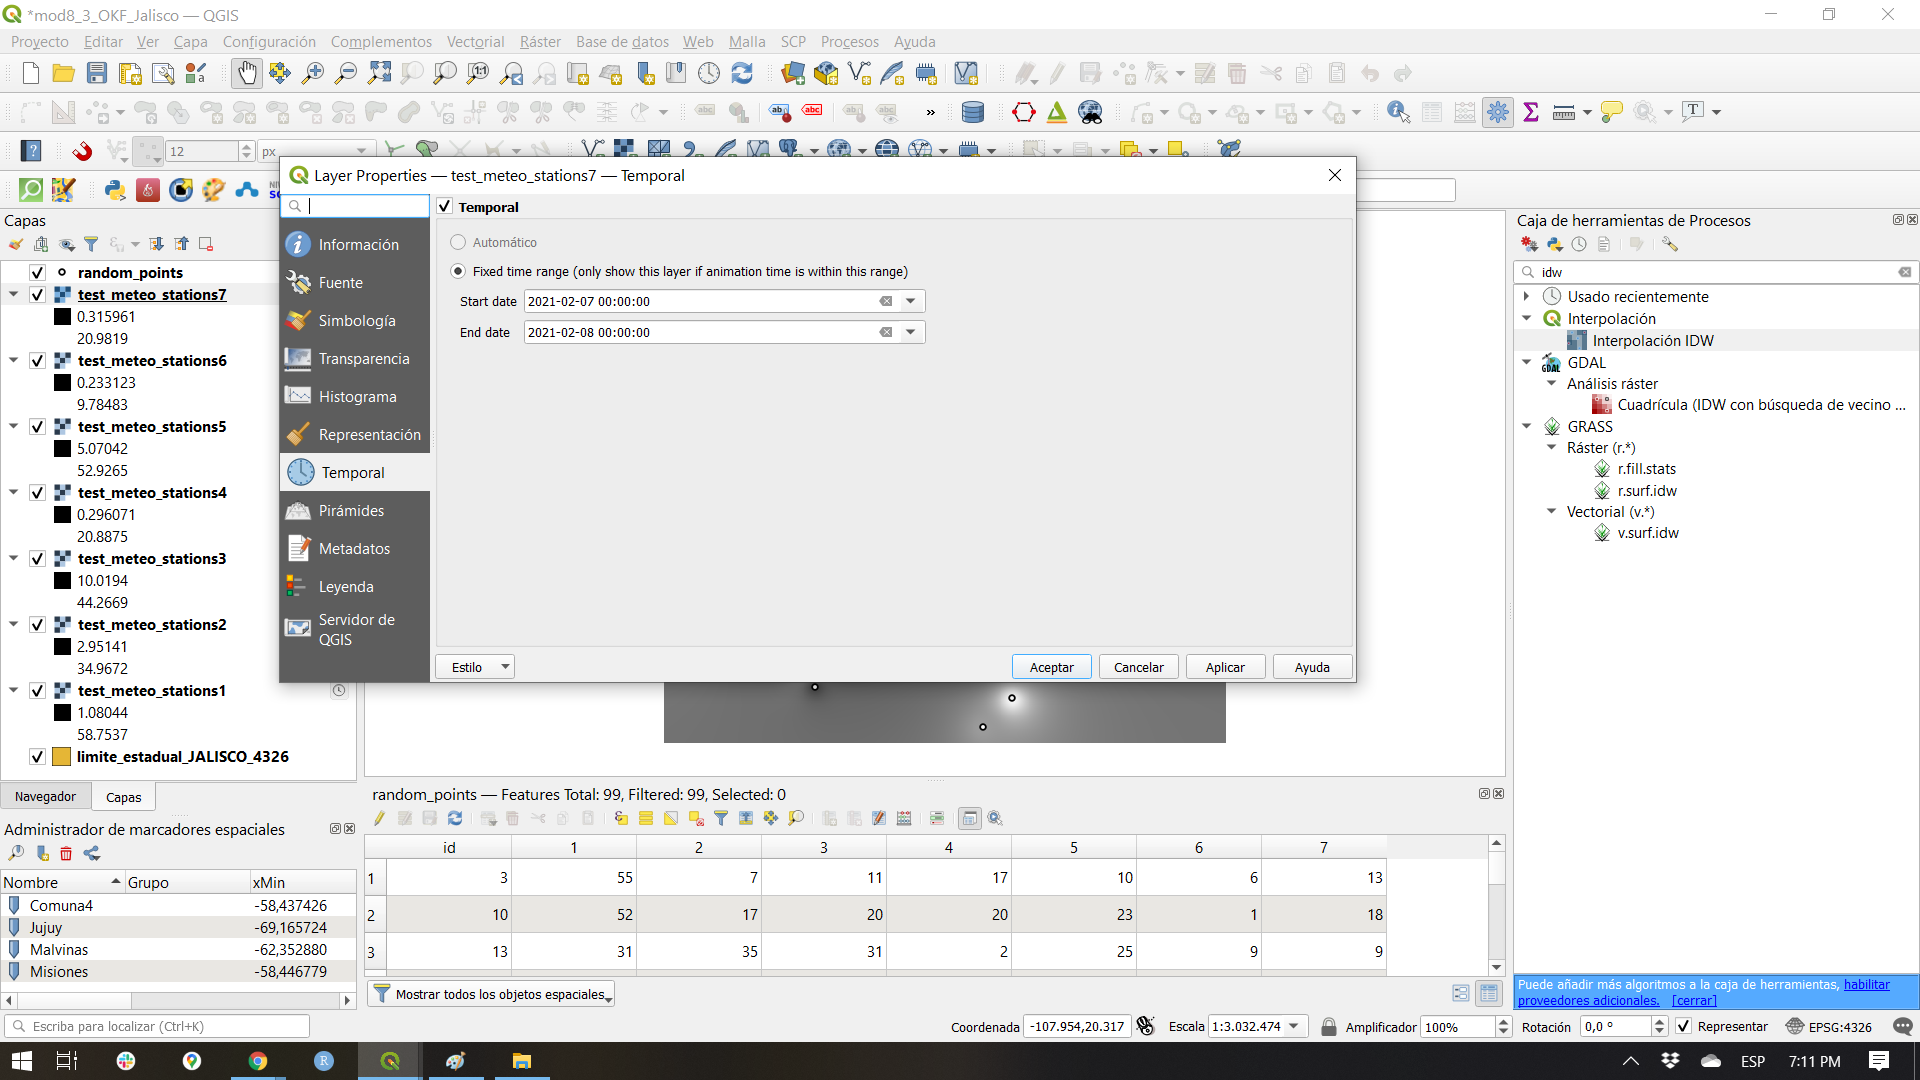 *mod8_3_OKF_Jalisco — QGIS
Proyecto Editar Ver Capa Configuración Complementos Vectorial Ráster Base de datos Web Malla SCP Procesos Ayuda
12 px
Layer Properties — test_meteo_stations7 — Temporal
Información
Fuente
Simbología
Transparencia
Histograma
Representación
Temporal
Pirámides
Metadatos
Leyenda
Servidor de
QGIS
Temporal
Automático
Fixed time range (only show this layer if animation time is within this range)
Start date 2021-02-07 00:00:00
End date 2021-02-08 00:00:00
Estilo
Aceptar Cancelar Aplicar Ayuda
Capas
random_points
test_meteo_stations7
0.315961
20.9819
test_meteo_stations6
0.233123
9.78483
test_meteo_stations5
5.07042
52.9265
test_meteo_stations4
0.296071
20.8875
test_meteo_stations3
10.0194
44.2669
test_meteo_stations2
2.95141
34.9672
test_meteo_stations1
1.08044
58.7537
limite_estadual_JALISCO_4326
Navegador Capas
Administrador de marcadores espaciales
Nombre Grupo xMin
Comuna4 -58,437426
Jujuy -69,165724
Malvinas -62,352880
Misiones -58,446779
random_points — Features Total: 99, Filtered: 99, Selected: 0
id 1 2 3 4 5 6 7
1 3 55 7 11 17 10 6 13
2 10 52 17 20 20 23 1 18
3 13 31 35 31 2 25 9 9
Mostrar todos los objetos espaciales
Caja de herramientas de Procesos
idw
Usado recientemente
Interpolación
Interpolación IDW
GDAL
Análisis ráster
Cuadrícula (IDW con búsqueda de vecino ...
GRASS
Ráster (r.*)
r.fill.stats
r.surf.idw
Vectorial (v.*)
v.surf.idw
Puede añadir más algoritmos a la caja de herramientas, habilitar
proveedores adicionales. [cerrar]
Escriba para localizar (Ctrl+K)
Coordenada -107.954,20.317 Escala 1:3.032.474 Amplificador 100% Rotación 0,0 ° Representar EPSG:4326
ESP 7:11 PM